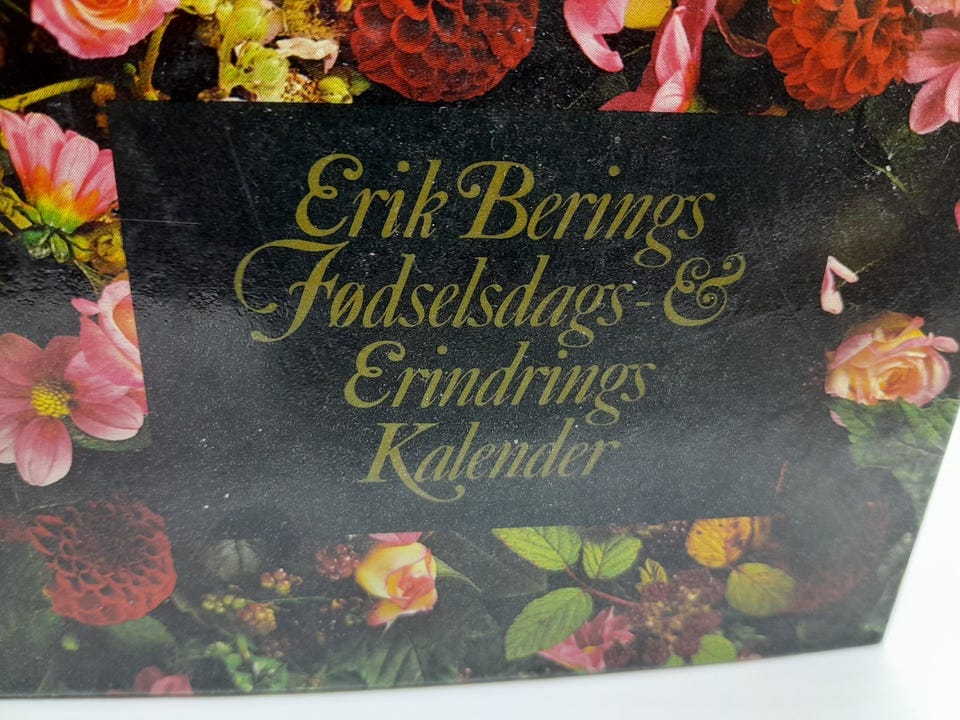 Erik Berings
Fødselsdags- &
Erindrings
Kalender